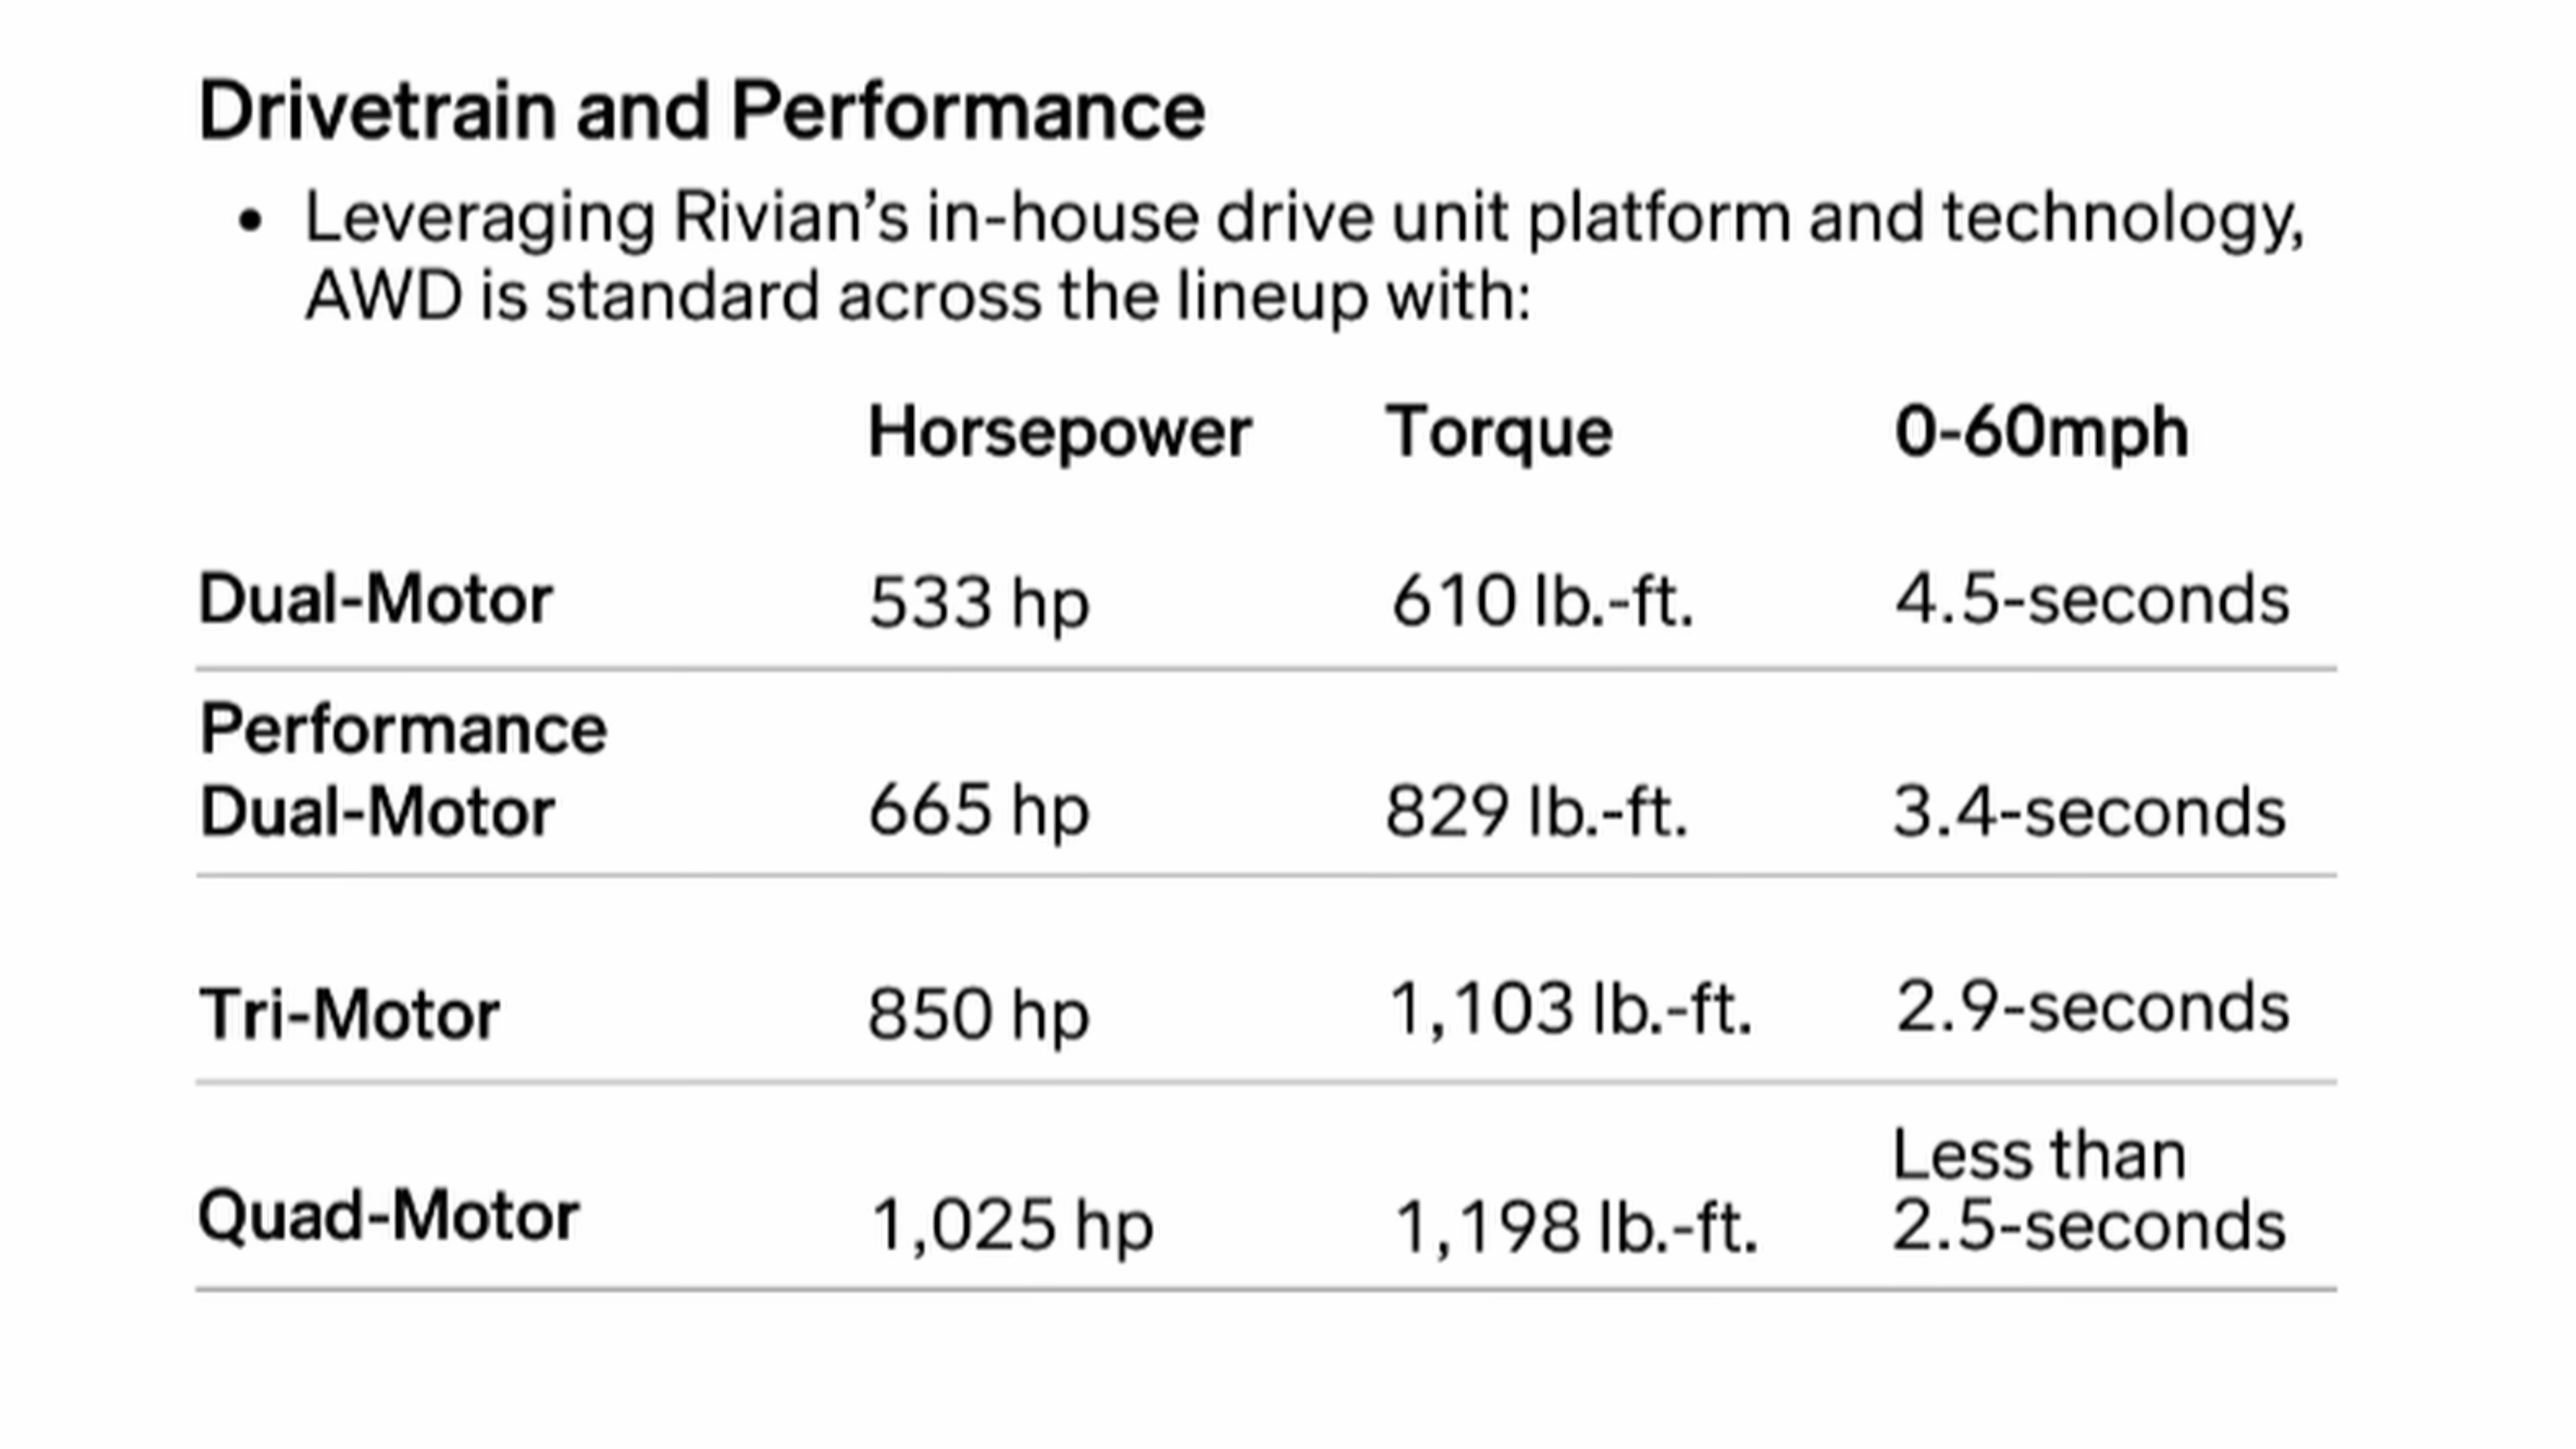 Drivetrain and Performance
• Leveraging Rivian’s in-house drive unit platform and technology,
AWD is standard across the lineup with:
Horsepower Torque 0-60mph
Dual-Motor 533 hp 610 lb.-ft. 4.5-seconds
Performance
Dual-Motor 665 hp 829 lb.-ft. 3.4-seconds
Tri-Motor 850 hp 1,103 lb.-ft. 2.9-seconds
Less than
Quad-Motor 1,025 hp 1,198 lb.-ft. 2.5-seconds